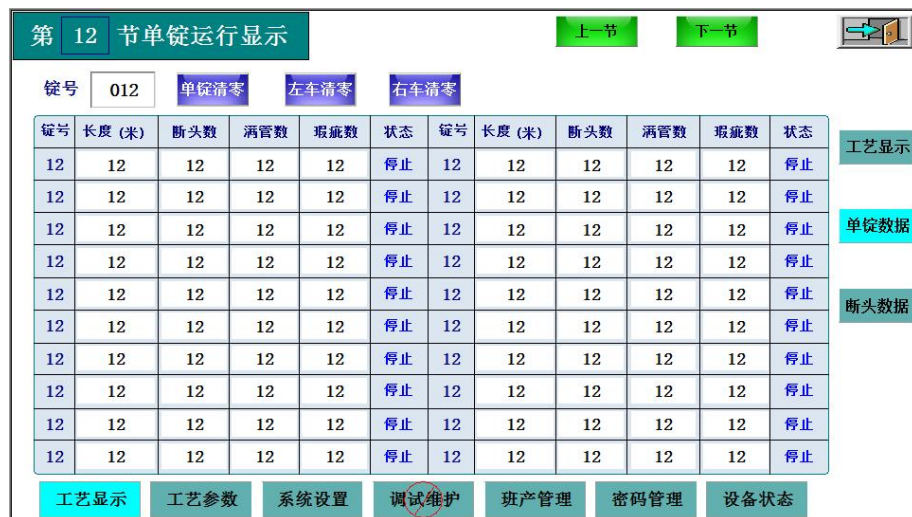 第 12 节单锭运行显示 上一节 下一节
锭号 012 单锭清零 左车清零 右车清零
锭号 长度(米) 断头数 满管数 瑕疵数 状态 锭号 长度(米) 断头数 满管数 瑕疵数 状态
12 12 12 12 12 停止 12 12 12 12 12 停止
12 12 12 12 12 停止 12 12 12 12 12 停止
12 12 12 12 12 停止 12 12 12 12 12 停止
12 12 12 12 12 停止 12 12 12 12 12 停止
12 12 12 12 12 停止 12 12 12 12 12 停止
12 12 12 12 12 停止 12 12 12 12 12 停止
12 12 12 12 12 停止 12 12 12 12 12 停止
12 12 12 12 12 停止 12 12 12 12 12 停止
12 12 12 12 12 停止 12 12 12 12 12 停止
12 12 12 12 12 停止 12 12 12 12 12 停止
工艺显示
单锭数据
断头数据
工艺显示 工艺参数 系统设置 调试维护 班产管理 密码管理 设备状态